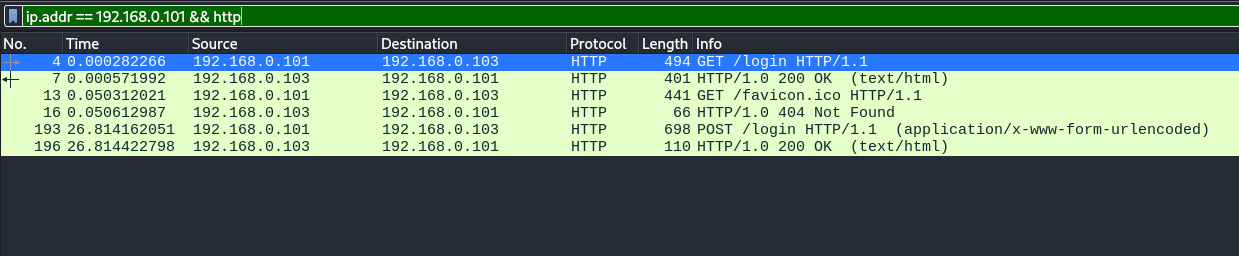 ip.addr == 192.168.0.101 && http
No. Time Source Destination Protocol Length Info
4 0.000282266 192.168.0.101 192.168.0.103 HTTP 494 GET /login HTTP/1.1
7 0.000571992 192.168.0.103 192.168.0.101 HTTP 401 HTTP/1.0 200 OK (text/html)
13 0.050312021 192.168.0.101 192.168.0.103 HTTP 441 GET /favicon.ico HTTP/1.1
16 0.050612987 192.168.0.103 192.168.0.101 HTTP 66 HTTP/1.0 404 Not Found
193 26.814162051 192.168.0.101 192.168.0.103 HTTP 698 POST /login HTTP/1.1 (application/x-www-form-urlencoded)
196 26.814422798 192.168.0.103 192.168.0.101 HTTP 110 HTTP/1.0 200 OK (text/html)